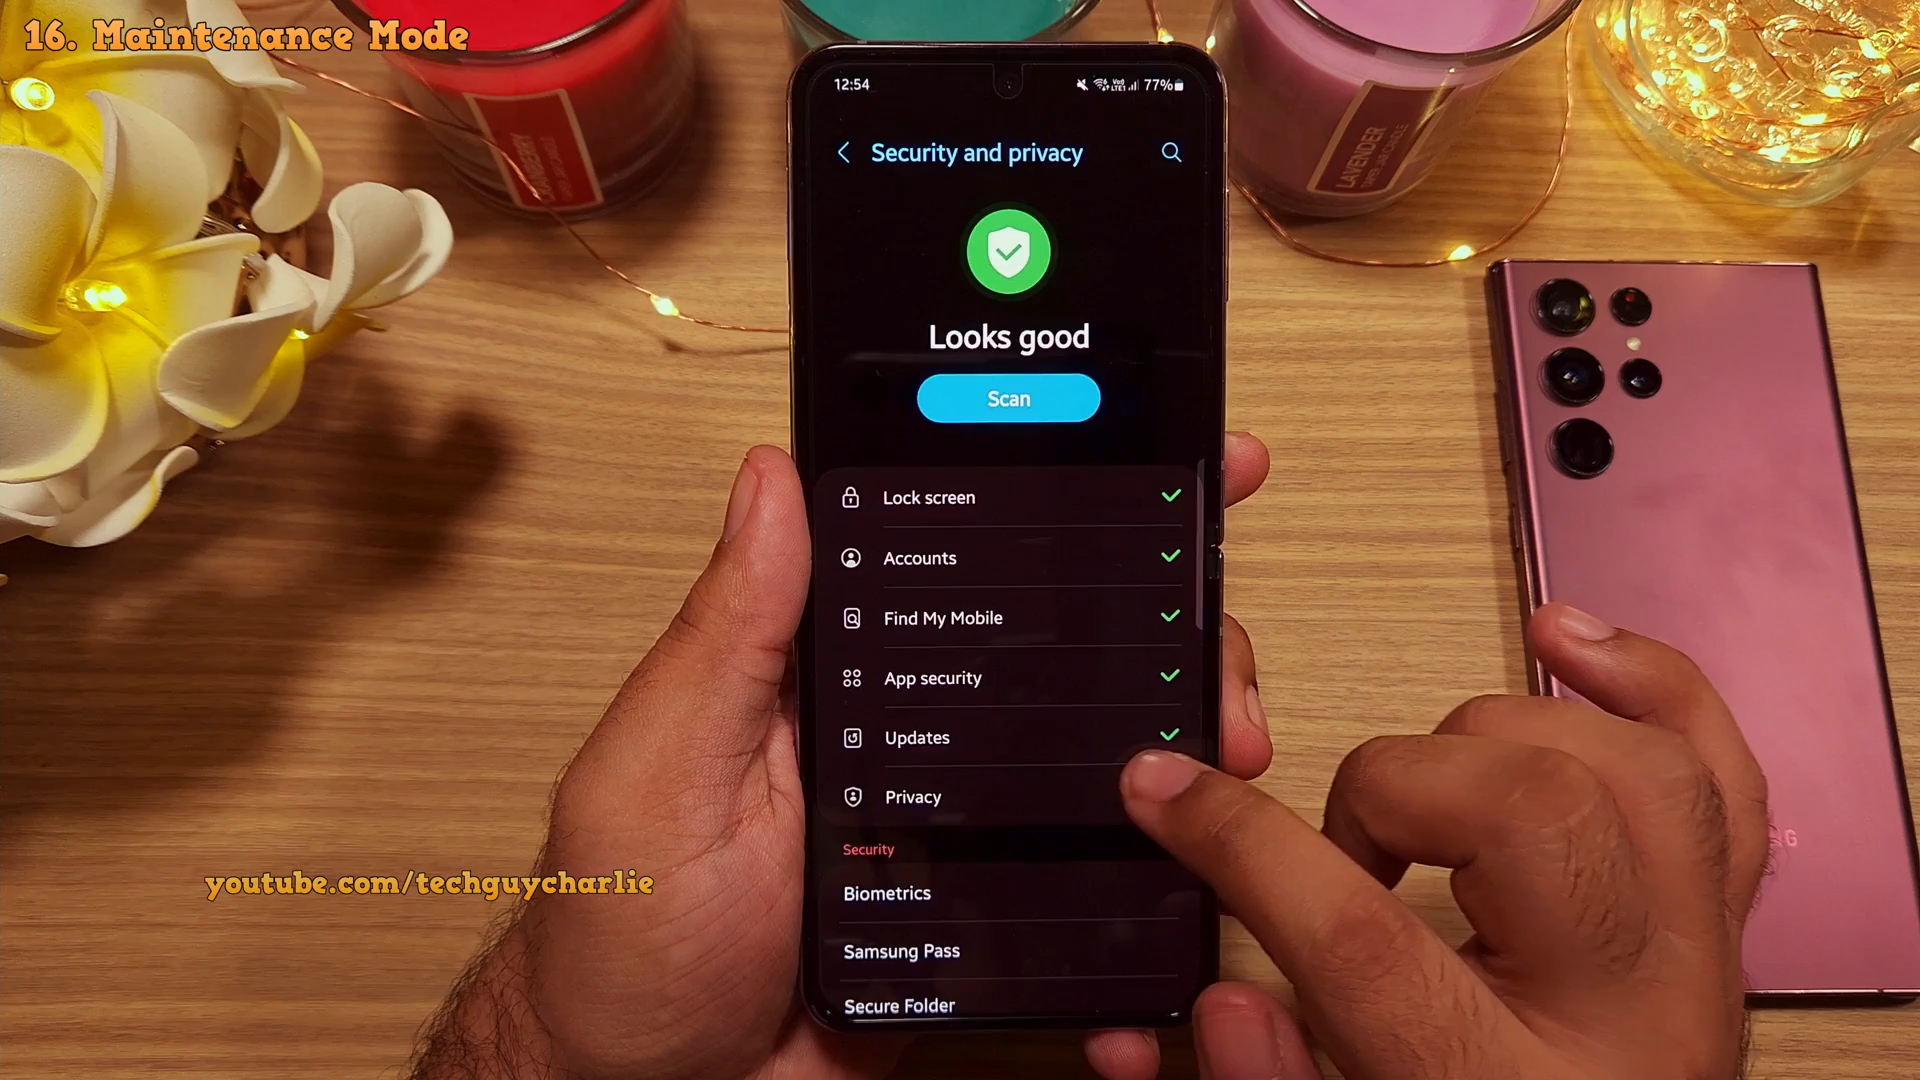 16. Maintenance Mode
12:54
77%
Security and privacy
Looks good
Scan
Lock screen
Accounts
Find My Mobile
App security
Updates
Privacy
Security
Biometrics
Samsung Pass
Secure Folder
LAVENDER
youtube.com/techguycharlie